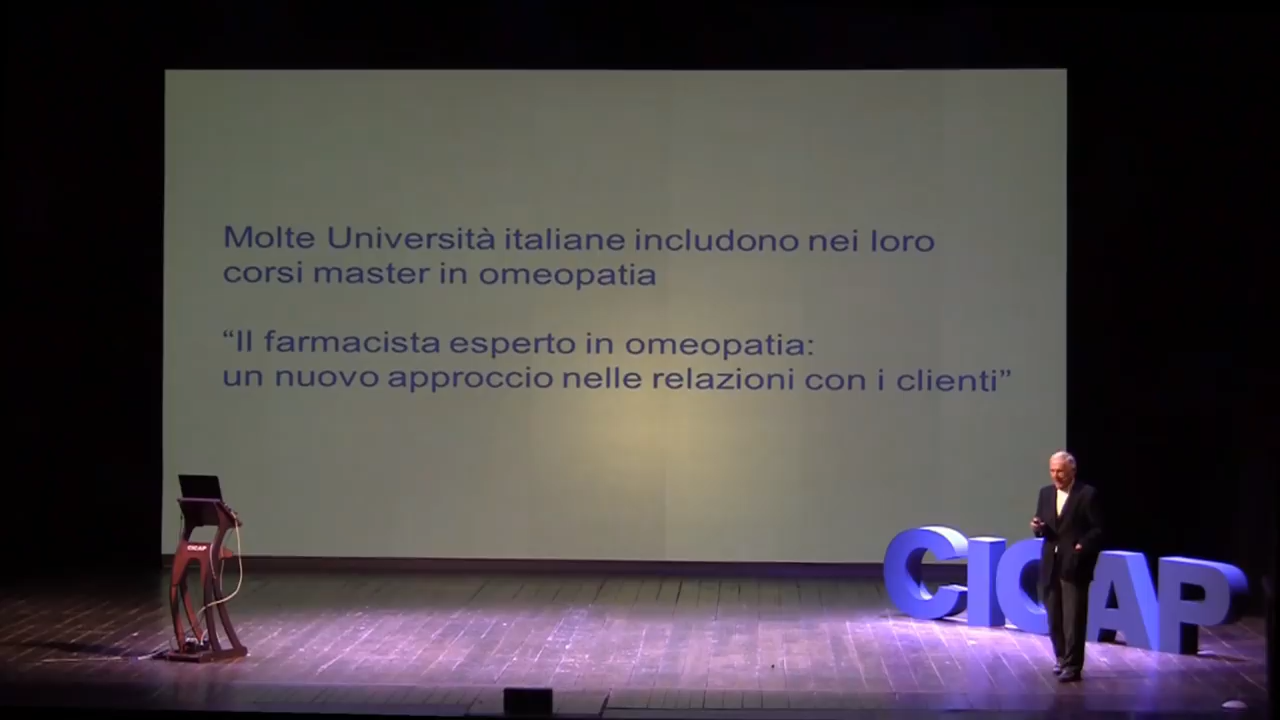 Molte Università italiane includono nei loro
corsi master in omeopatia
“Il farmacista esperto in omeopatia:
un nuovo approccio nelle relazioni con i clienti”
CICAP
CICAP